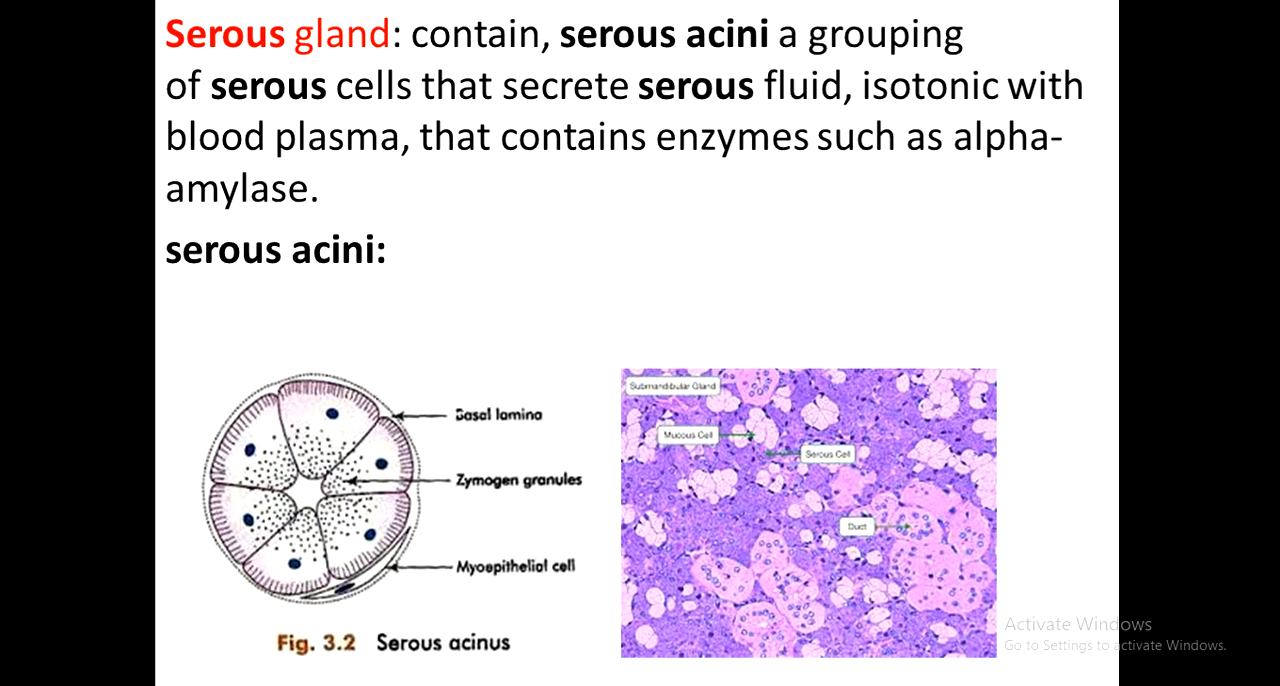 Serous gland: contain, serous acini a grouping
of serous cells that secrete serous fluid, isotonic with
blood plasma, that contains enzymes such as alpha-
amylase.
serous acini:
Basal lamina
Zymogen granules
Myoepithelial cell
Fig. 3.2 Serous acinus
Submandibular Gland
Mucous Cell
Serous Cell
Duct
Activate Windows
Go to Settings to activate Windows.